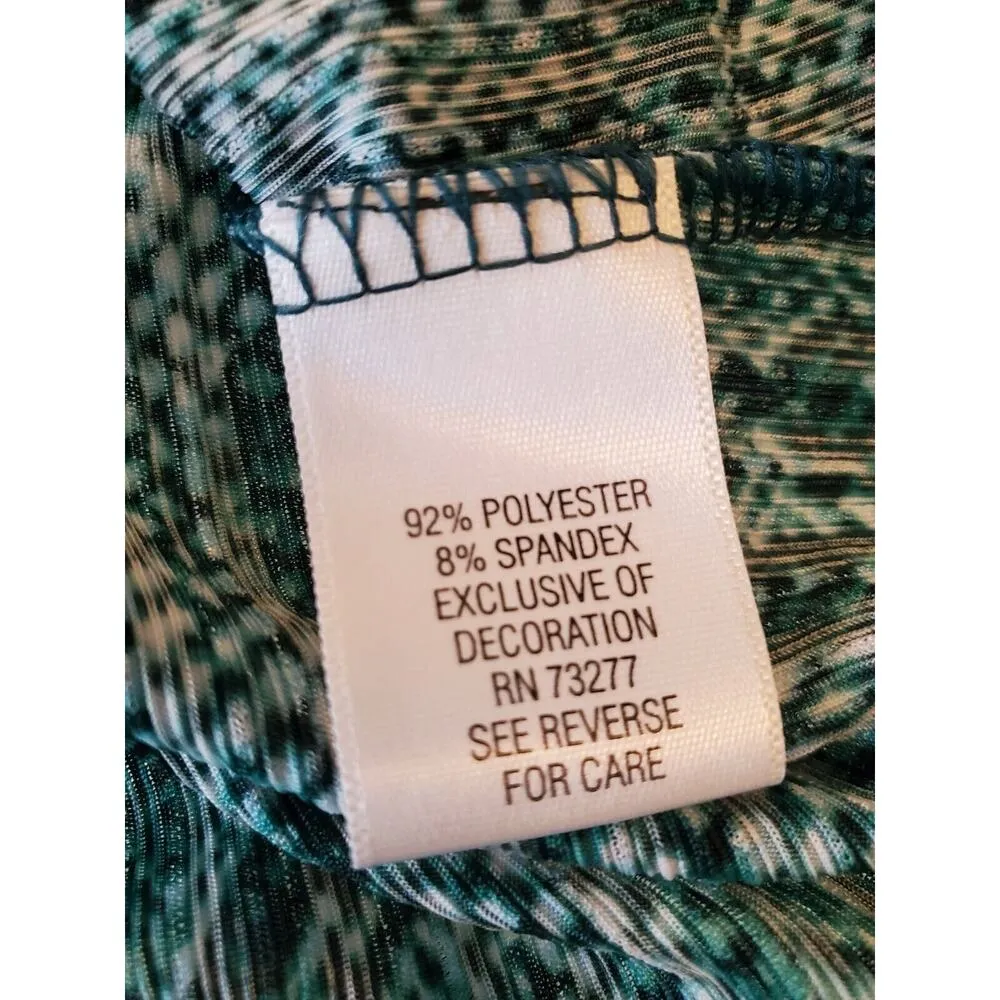 92% POLYESTER
8% SPANDEX
EXCLUSIVE OF
DECORATION
RN 73277
SEE REVERSE
FOR CARE